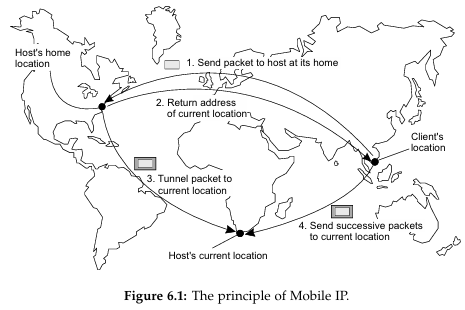 Host's home
location
1. Send packet to host at its home
2. Return address
of current location
Client's
location
3. Tunnel packet to
current location
4. Send successive packets
to current location
Host's current location
Figure 6.1: The principle of Mobile IP.